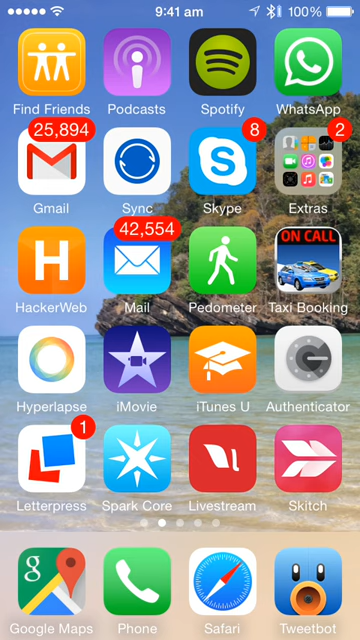 9:41 am 100%
Find Friends Podcasts Spotify WhatsApp
25,894 8 2
Gmail Sync Skype Extras
42,554 ON CALL
H
HackerWeb Mail Pedometer Taxi Booking
Hyperlapse iMovie iTunes U Authenticator
1
Letterpress Spark Core Livestream Skitch
g
Google Maps Phone Safari Tweetbot